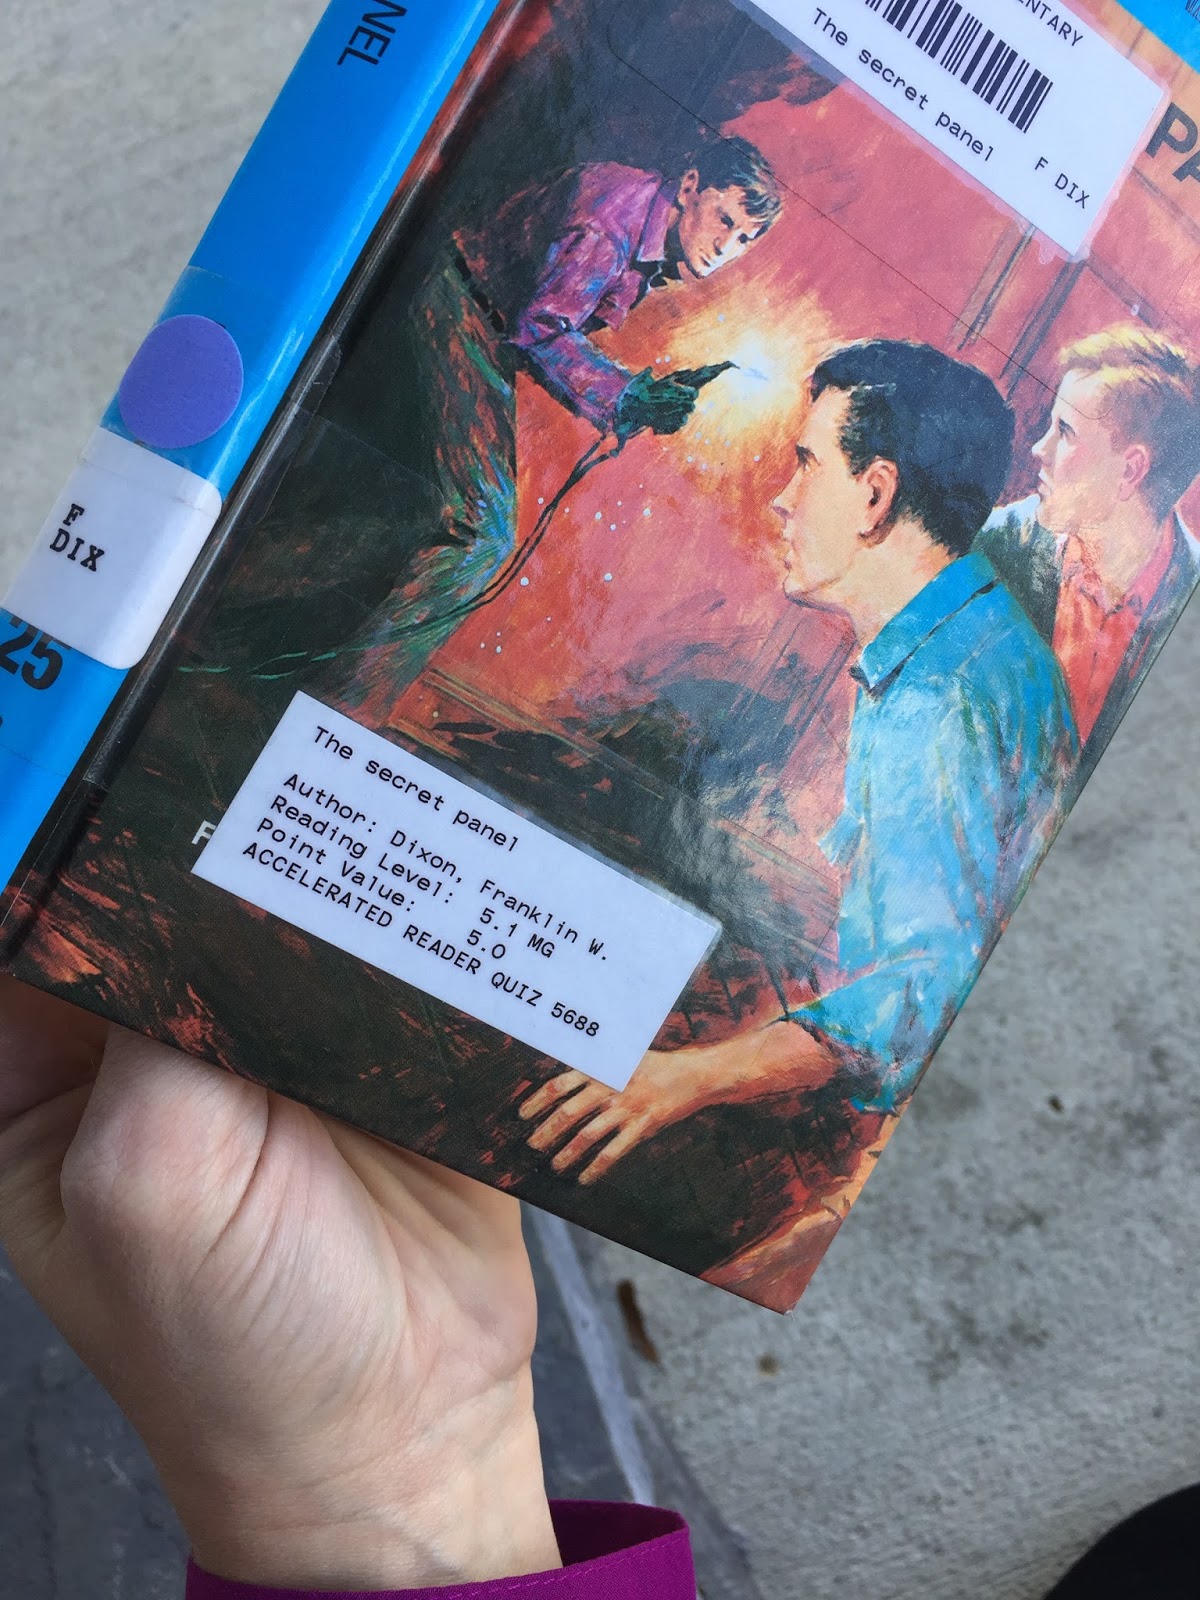 NEL
F
DIX
25
ENTARY
The secret panel F DIX
PA
F
The secret panel
Author: Dixon, Franklin W.
Reading Level: 5.1 MG
Point Value: 5.0
ACCELERATED READER QUIZ 5688